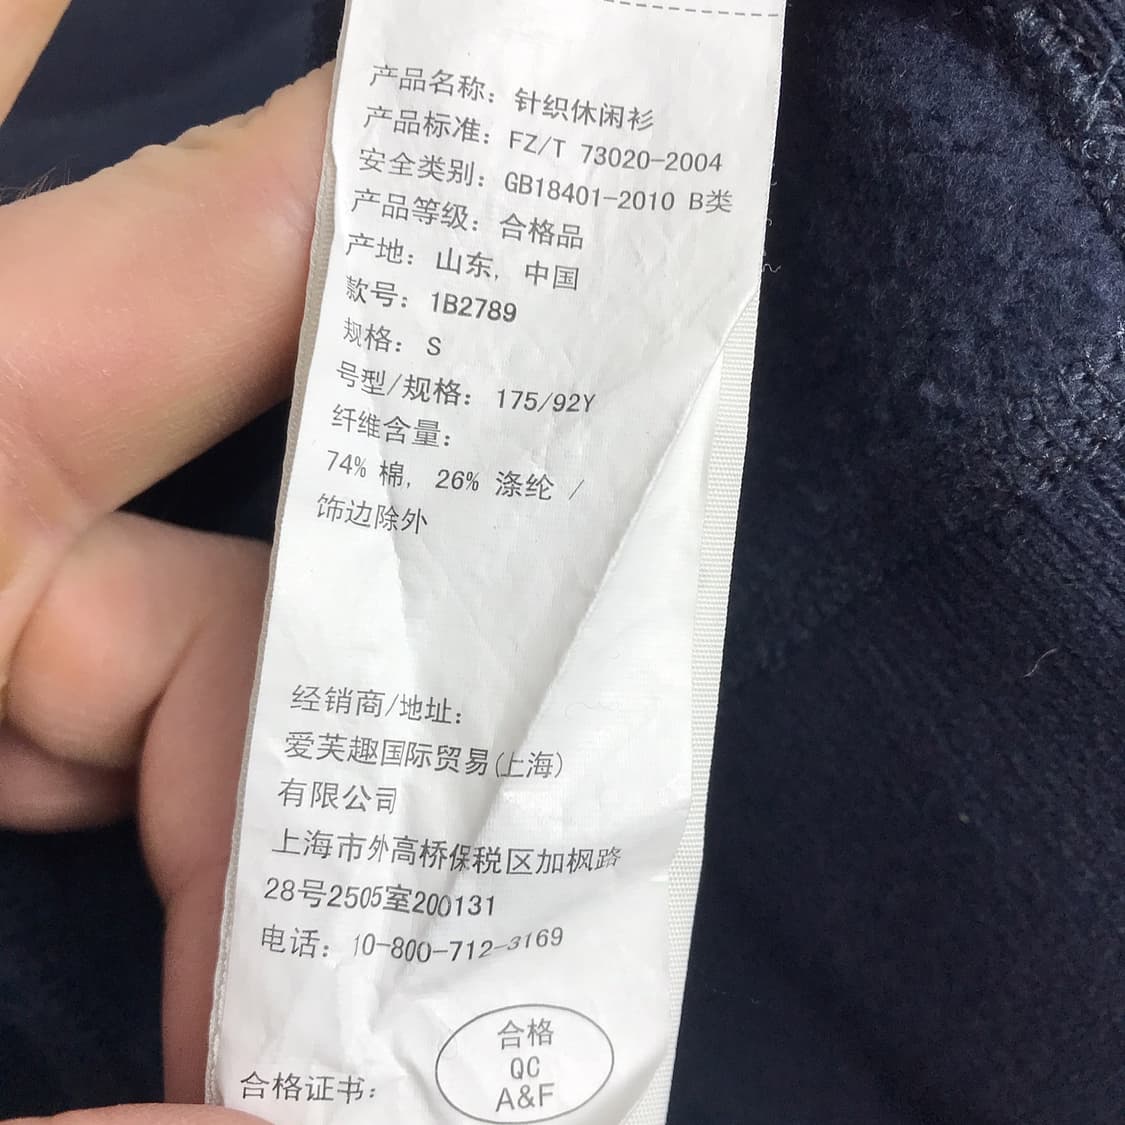 产品名称：针织休闲衫
产品标准：FZ/T 73020-2004
安全类别：GB18401-2010 B类
产品等级：合格品
产地：山东，中国
款号：1B2789
规格：S
号型/规格：175/92Y
纤维含量：
74% 棉，26% 涤纶 /
饰边除外
经销商/地址：
爱芙趣国际贸易(上海)
有限公司
上海市外高桥保税区加枫路
28号2505室200131
电话：10-800-712-3169
合格
QC
A&F
合格证书：